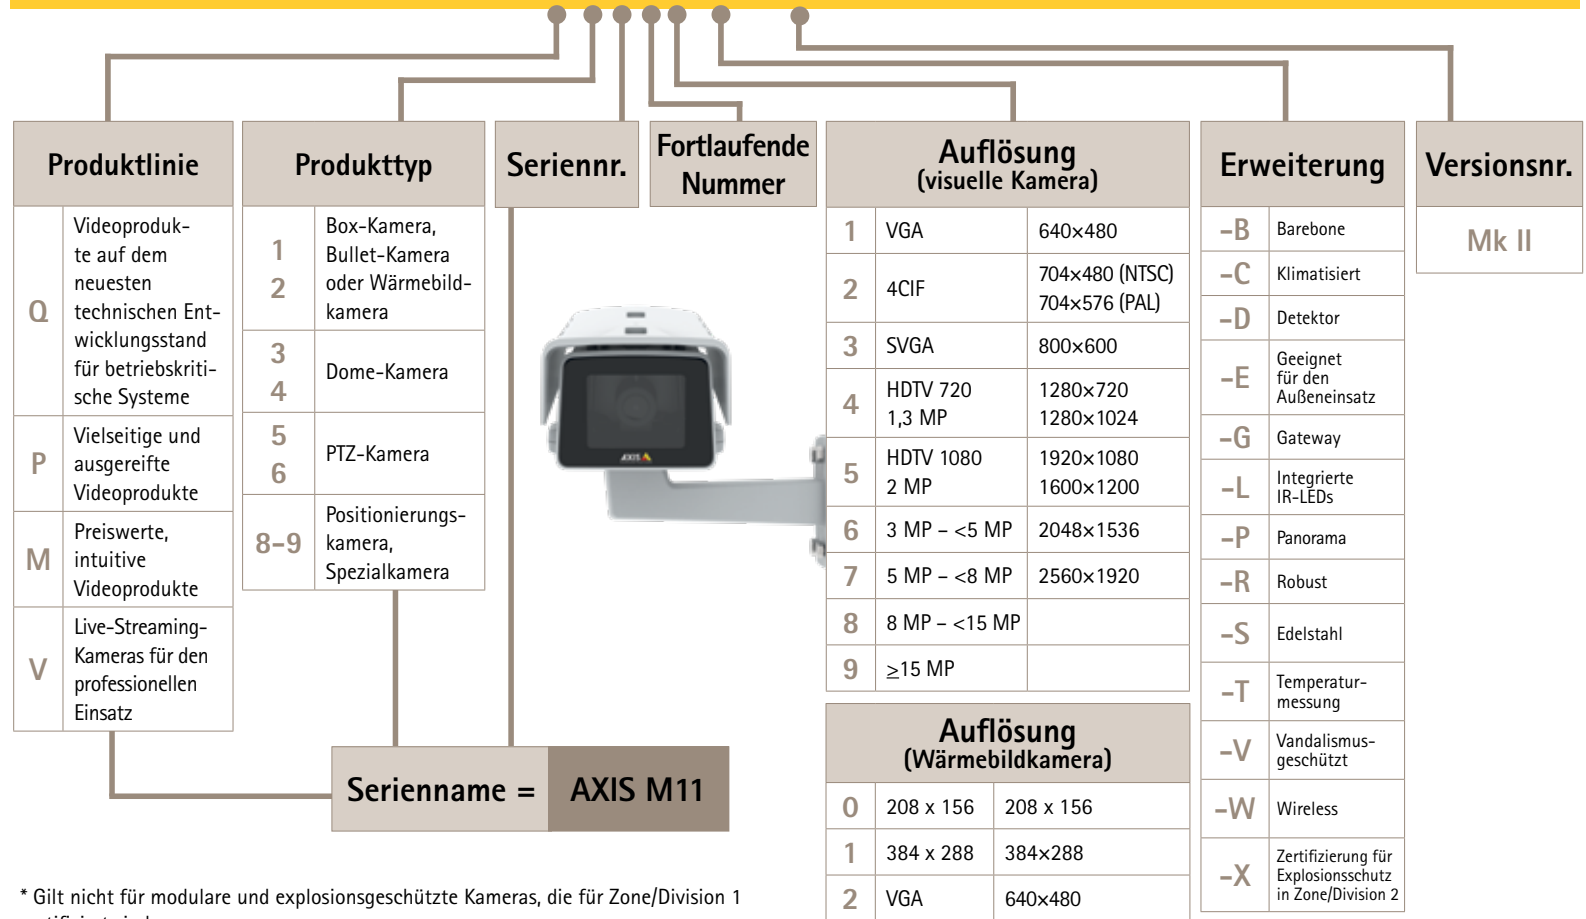 Produktlinie
Q
Videoproduk-
te auf dem
neuesten
technischen Ent-
wicklungsstand
für betriebskriti-
sche Systeme
P
Vielseitige und
ausgereifte
Videoprodukte
M
Preiswerte,
intuitive
Videoprodukte
V
Live-Streaming-
Kameras für den
professionellen
Einsatz
Produkttyp
1
2
Box-Kamera,
Bullet-Kamera
oder Wärmebild-
kamera
3
4
Dome-Kamera
5
6
PTZ-Kamera
8-9
Positionierungs-
kamera,
Spezialkamera
Seriennr.
Fortlaufende
Nummer
AXIS
Serienname = AXIS M11
Auflösung
(visuelle Kamera)
1 VGA 640×480
2 4CIF 704×480 (NTSC)
704×576 (PAL)
3 SVGA 800×600
4 HDTV 720 1280×720
1,3 MP 1280×1024
5 HDTV 1080 1920×1080
2 MP 1600×1200
6 3 MP – <5 MP 2048×1536
7 5 MP – <8 MP 2560×1920
8 8 MP – <15 MP
9 ≥15 MP
Auflösung
(Wärmebildkamera)
0 208 x 156 208 x 156
1 384 x 288 384×288
2 VGA 640×480
Erweiterung
-B Barebone
-C Klimatisiert
-D Detektor
-E Geeignet
für den
Außeneinsatz
-G Gateway
-L Integrierte
IR-LEDs
-P Panorama
-R Robust
-S Edelstahl
-T Temperatur-
messung
-V Vandalismus-
geschützt
-W Wireless
-X Zertifizierung für
Explosionsschutz
in Zone/Division 2
Versionsnr.
Mk II
* Gilt nicht für modulare und explosionsgeschützte Kameras, die für Zone/Division 1